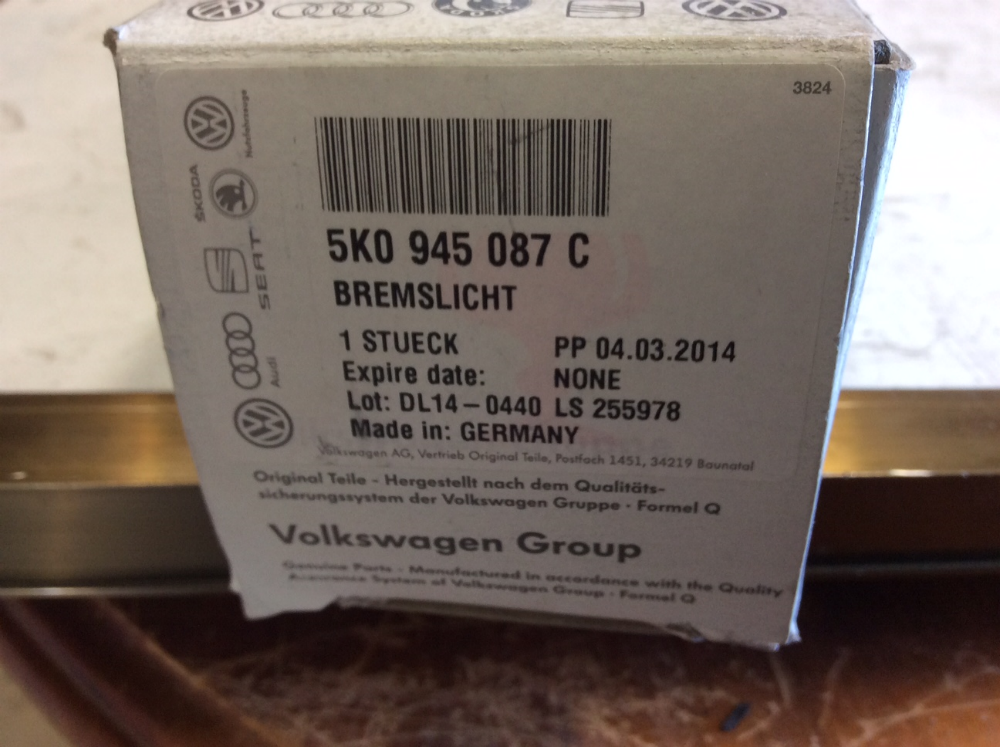 3824
Nutzfahrzeuge
ŠKODA
SEAT
Audi
5K0 945 087 C
BREMSLICHT
1 STUECK PP 04.03.2014
Expire date: NONE
Lot: DL14-0440 LS 255978
Made in: GERMANY
Volkswagen AG, Vertrieb Original Teile, Postfach 1451, 34219 Baunatal
Original Teile - Hergestellt nach dem Qualitäts-
sicherungssystem der Volkswagen Gruppe · Formel Q
Volkswagen Group
Genuine Parts - Manufactured in accordance with the Quality
Assurance System of Volkswagen Group · Formel Q